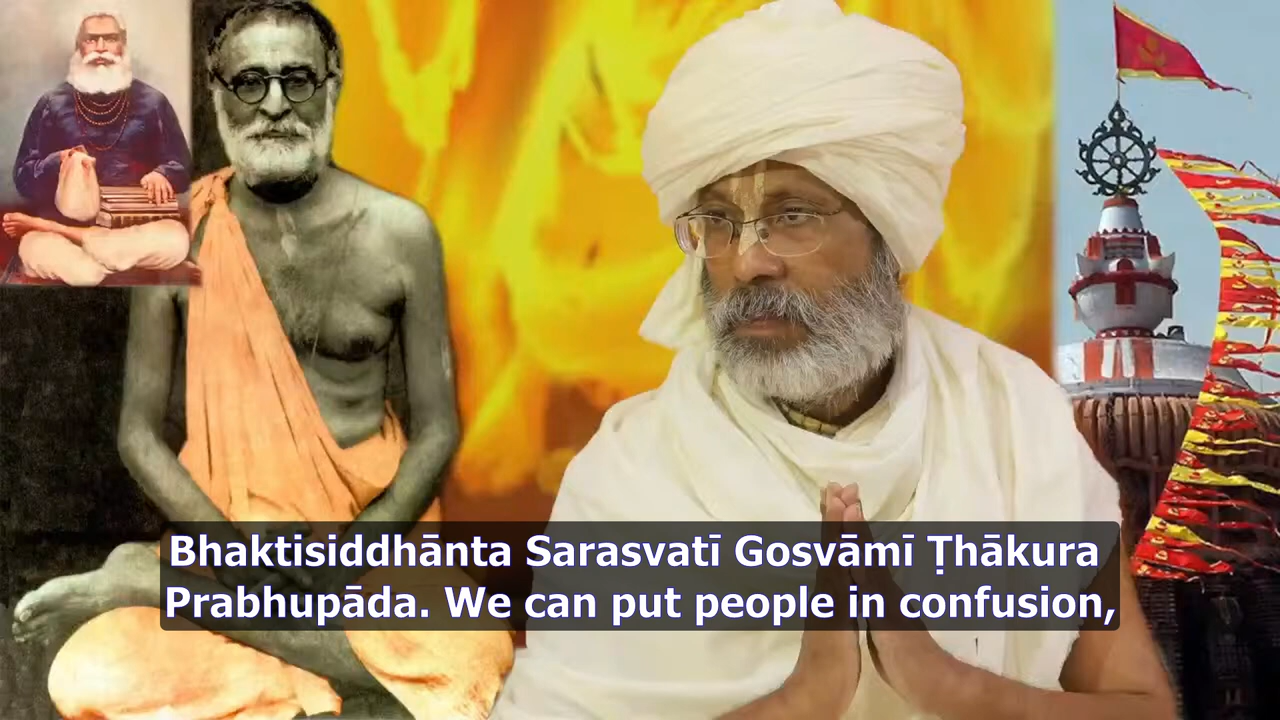 Bhaktisiddhānta Sarasvatī Gosvāmī Ṭhākura
Prabhupāda. We can put people in confusion,